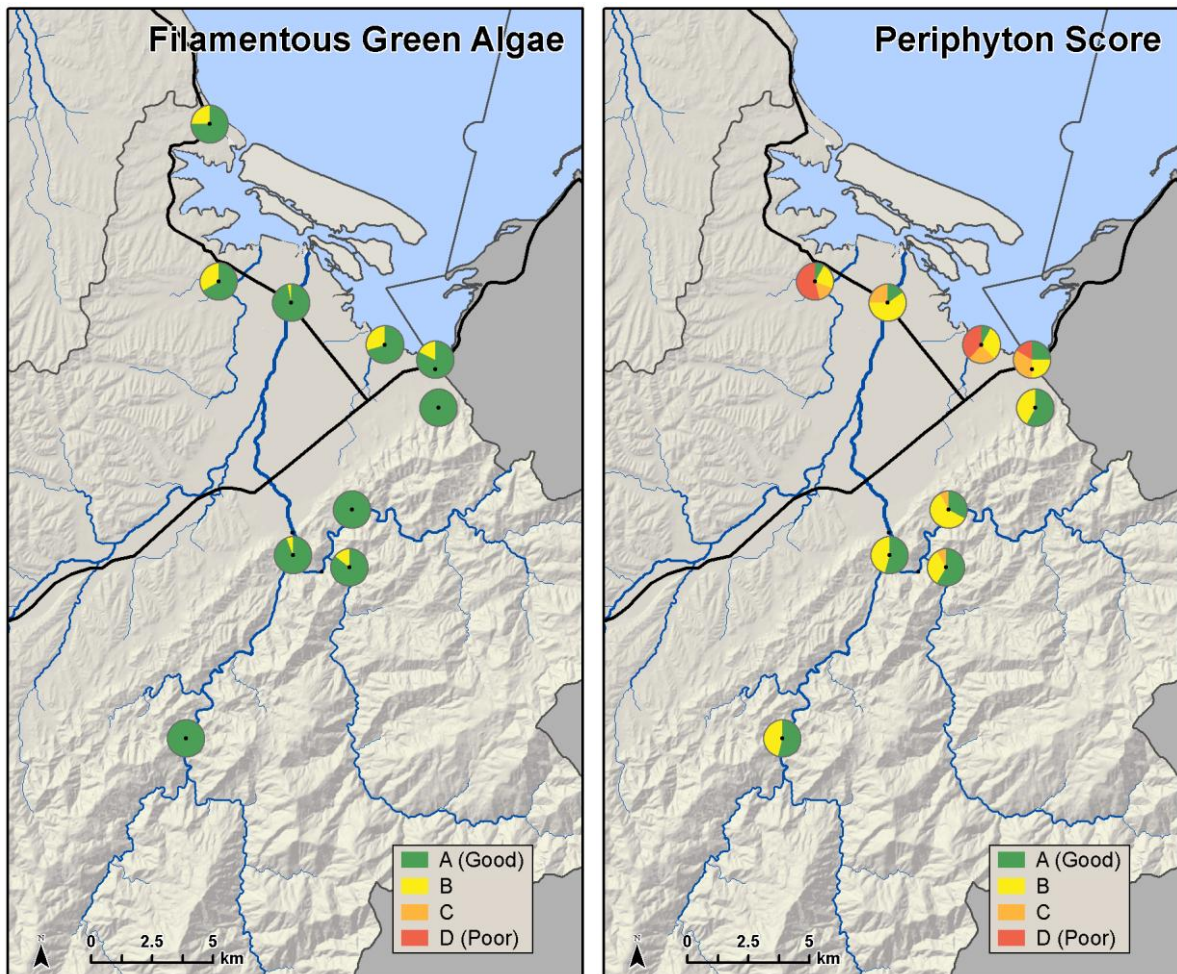 Filamentous Green Algae
A (Good)
B
C
D (Poor)
N
0 2.5 5
km
Periphyton Score
A (Good)
B
C
D (Poor)
N
0 2.5 5
km